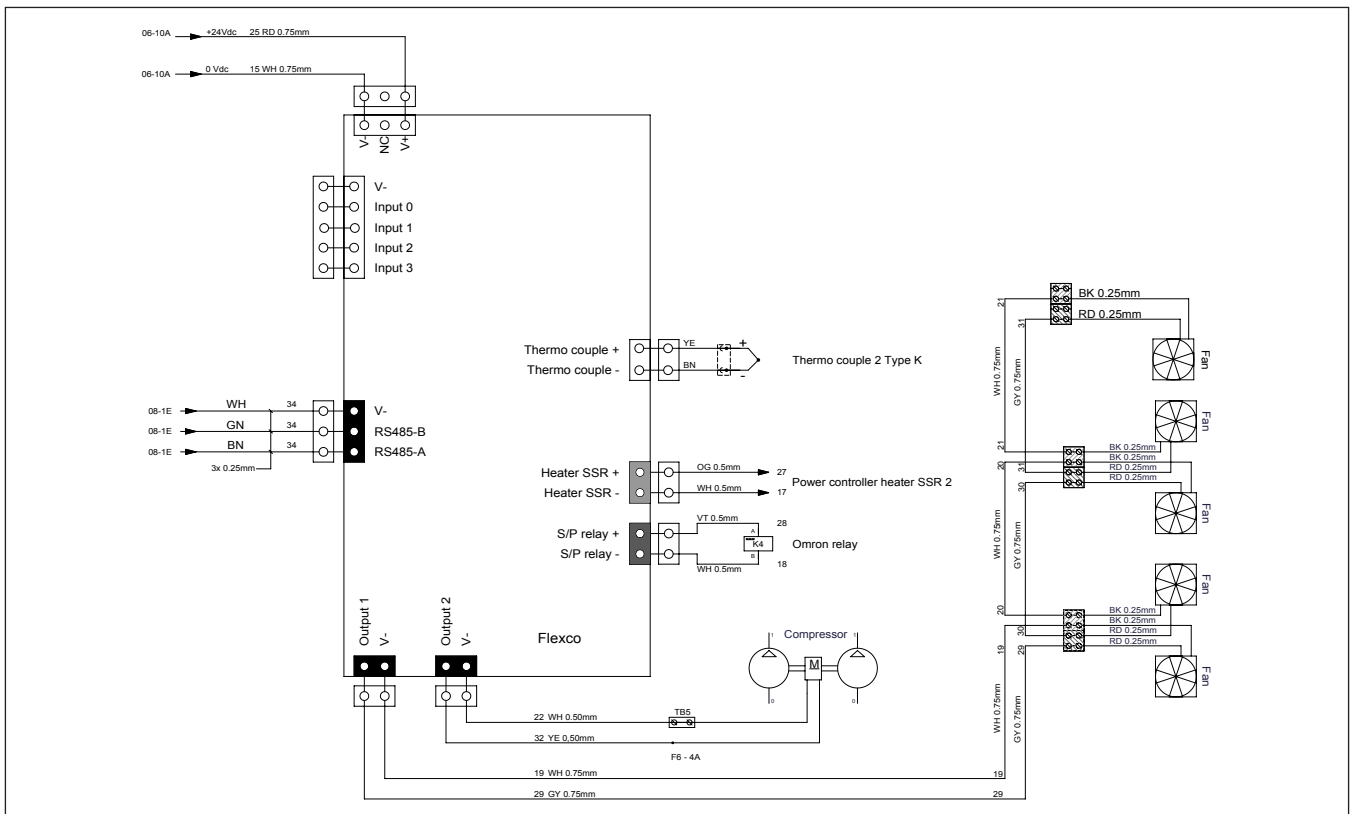 06-10A
+24Vdc 25 RD 0.75mm
06-10A
0 Vdc 15 WH 0.75mm
V-
NC
V+
V-
Input 0
Input 1
Input 2
Input 3
Thermo couple +
YE
+
Thermo couple -
BN
-
Thermo couple 2 Type K
08-1E
WH
34
V-
08-1E
GN
34
RS485-B
08-1E
BN
34
RS485-A
3x 0.25mm
Heater SSR +
OG 0.5mm
27
Heater SSR -
WH 0.5mm
17
Power controller heater SSR 2
S/P relay +
VT 0.5mm
28
A
K4
B
Omron relay
S/P relay -
WH 0.5mm
18
Output 1
V-
Output 2
V-
Flexco
Compressor
1
1
M
0
0
22 WH 0.50mm
TB5
32 YE 0,50mm
F6 - 4A
19 WH 0.75mm
19
29 GY 0.75mm
29
21
BK 0.25mm
31
RD 0.25mm
Fan
WH 0.75mm
GY 0.75mm
Fan
21
BK 0.25mm
20
BK 0.25mm
31
RD 0.25mm
30
RD 0.25mm
Fan
WH 0.75mm
GY 0.75mm
Fan
20
BK 0.25mm
BK 0.25mm
30
RD 0.25mm
19
29
RD 0.25mm
Fan
WH 0.75mm
GY 0.75mm